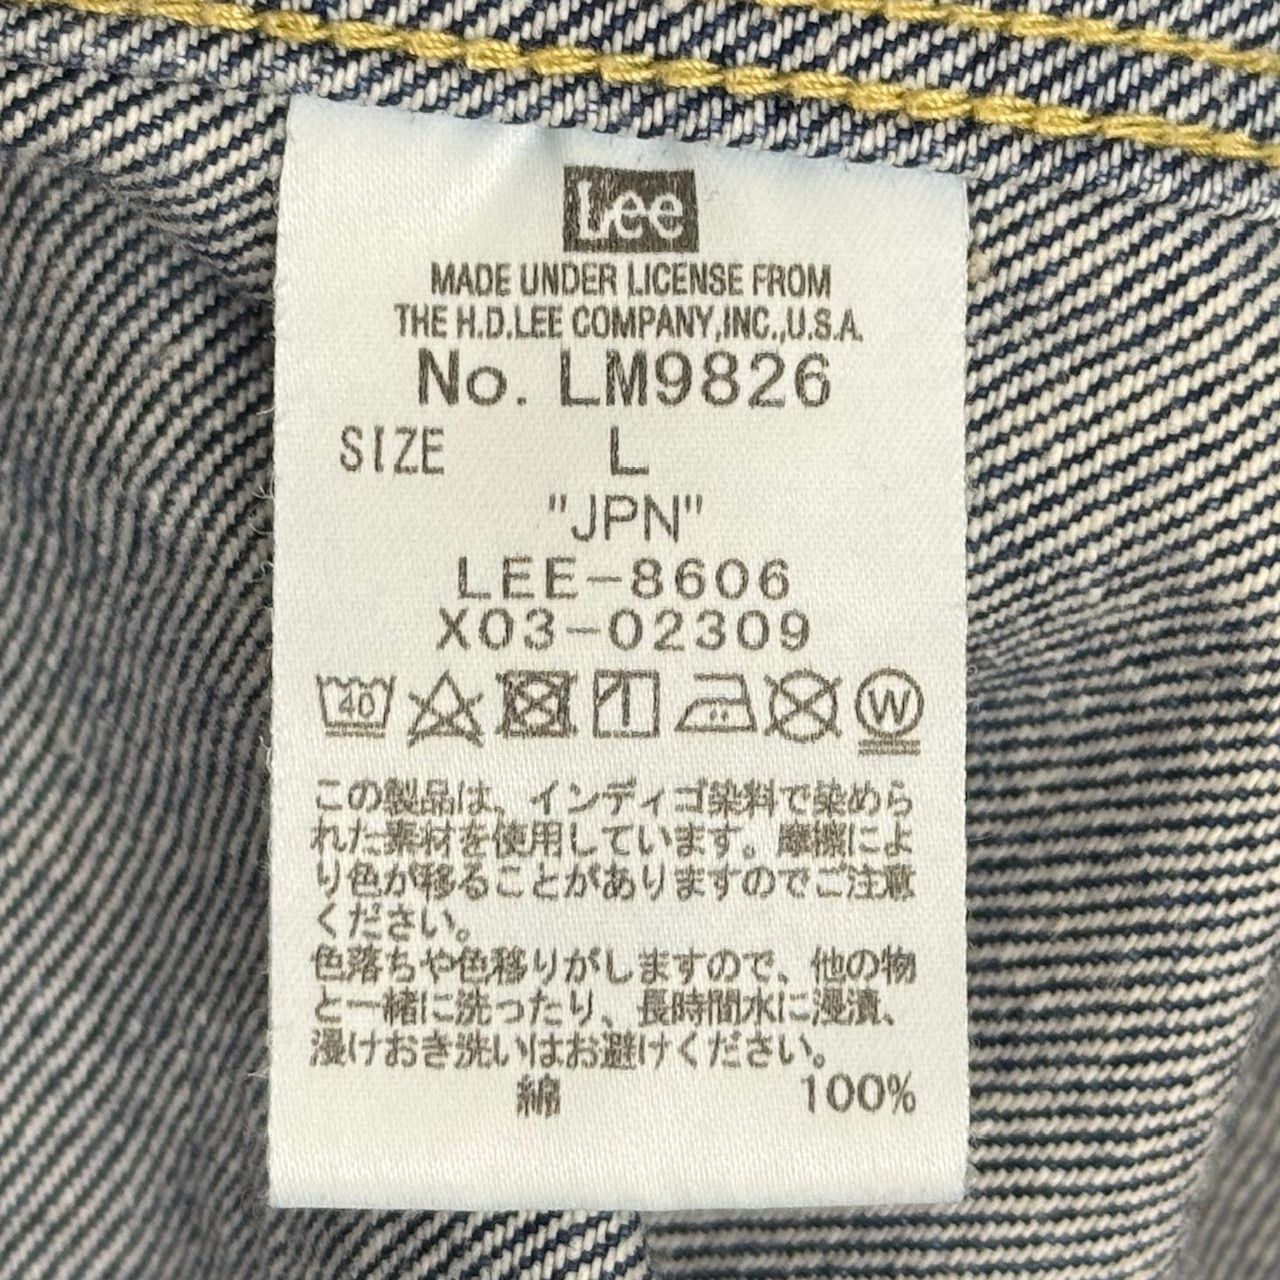 Lee
MADE UNDER LICENSE FROM
THE H.D.LEE COMPANY,INC.,U.S.A.
No. LM9826
SIZE L
"JPN"
LEE-8606
X03-02309
40 W
この製品は、インディゴ染料で染めら
れた素材を使用しています。摩擦によ
り色が移ることがありますのでご注意
ください。
色落ちや色移りがしますので、他の物
と一緒に洗ったり、長時間水に浸漬、
浸けおき洗いはお避けください。
綿 100%